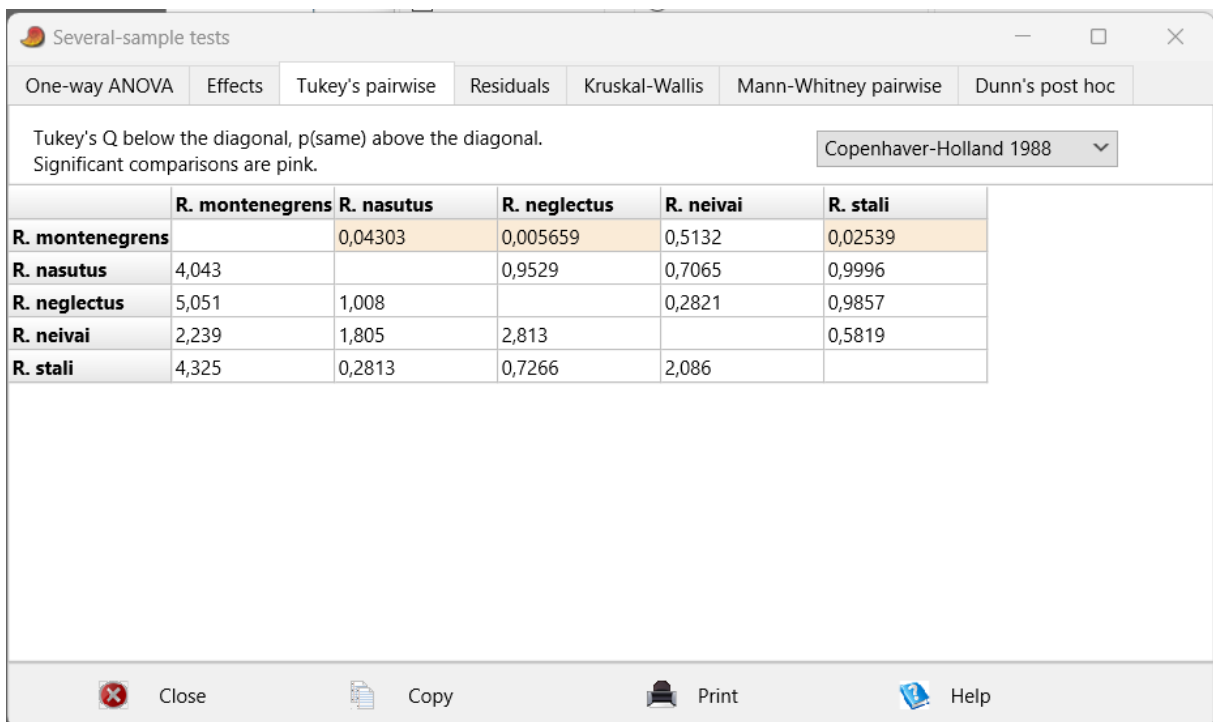 Several-sample tests
One-way ANOVA Effects Tukey's pairwise Residuals Kruskal-Wallis Mann-Whitney pairwise Dunn's post hoc
Tukey's Q below the diagonal, p(same) above the diagonal.
Significant comparisons are pink.
Copenhaver-Holland 1988
R. montenegrens R. nasutus R. neglectus R. neivai R. stali
R. montenegrens 0,04303 0,005659 0,5132 0,02539
R. nasutus 4,043 0,9529 0,7065 0,9996
R. neglectus 5,051 1,008 0,2821 0,9857
R. neivai 2,239 1,805 2,813 0,5819
R. stali 4,325 0,2813 0,7266 2,086
Close Copy Print Help